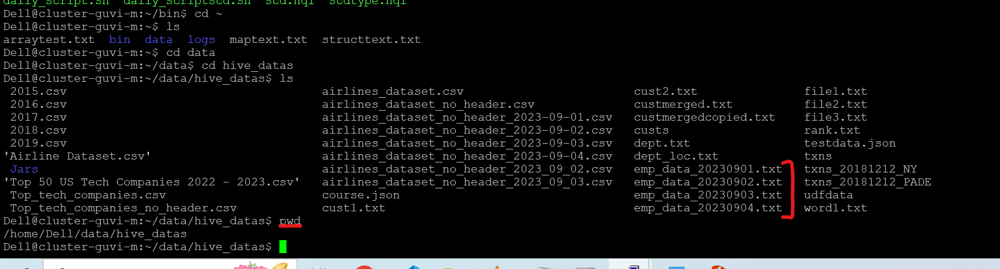 daily_script.sh  daily_scriptscd.sh  scd.hql  scdtype.hql
Dell@cluster-guvi-m:~/bin$ cd ~
Dell@cluster-guvi-m:~$ ls
arraytest.txt  bin  data  logs  maptext.txt  structtext.txt
Dell@cluster-guvi-m:~$ cd data
Dell@cluster-guvi-m:~/data$ cd hive_datas
Dell@cluster-guvi-m:~/data/hive_datas$ ls
2015.csv  airlines_dataset.csv  cust2.txt  file1.txt
2016.csv  airlines_dataset_no_header.csv  custmerged.txt  file2.txt
2017.csv  airlines_dataset_no_header_2023-09-01.csv  custmergedcopied.txt  file3.txt
2018.csv  airlines_dataset_no_header_2023-09-02.csv  custs  rank.txt
2019.csv  airlines_dataset_no_header_2023-09-03.csv  dept.txt  testdata.json
'Airline Dataset.csv'  airlines_dataset_no_header_2023-09-04.csv  dept_loc.txt  txns
Jars  airlines_dataset_no_header_2023_09_02.csv  emp_data_20230901.txt  txns_20181212_NY
'Top 50 US Tech Companies 2022 - 2023.csv'  airlines_dataset_no_header_2023_09_03.csv  emp_data_20230902.txt  txns_20181212_PADE
Top_tech_companies.csv  course.json  emp_data_20230903.txt  udfdata
Top_tech_companies_no_header.csv  cust1.txt  emp_data_20230904.txt  word1.txt
Dell@cluster-guvi-m:~/data/hive_datas$ pwd
/home/Dell/data/hive_datas
Dell@cluster-guvi-m:~/data/hive_datas$